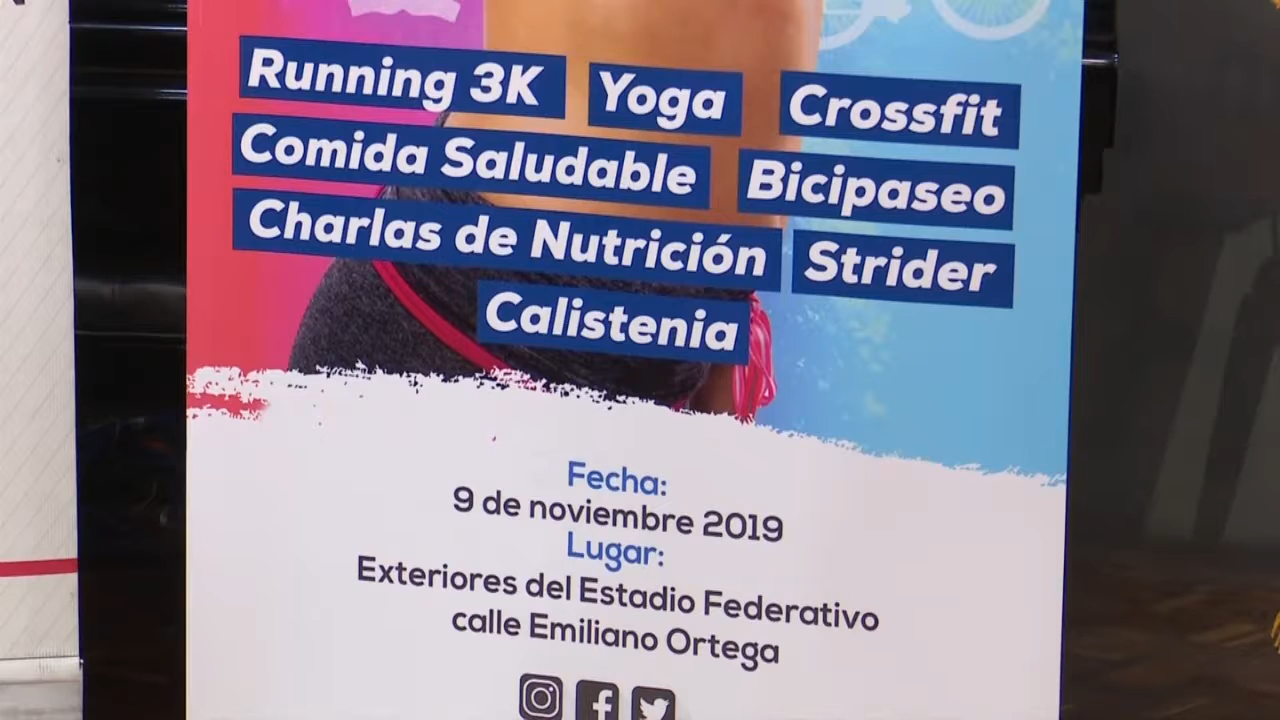 Running 3K Yoga Crossfit
Comida Saludable Bicipaseo
Charlas de Nutrición Strider
Calistenia
Fecha:
9 de noviembre 2019
Lugar:
Exteriores del Estadio Federativo
calle Emiliano Ortega